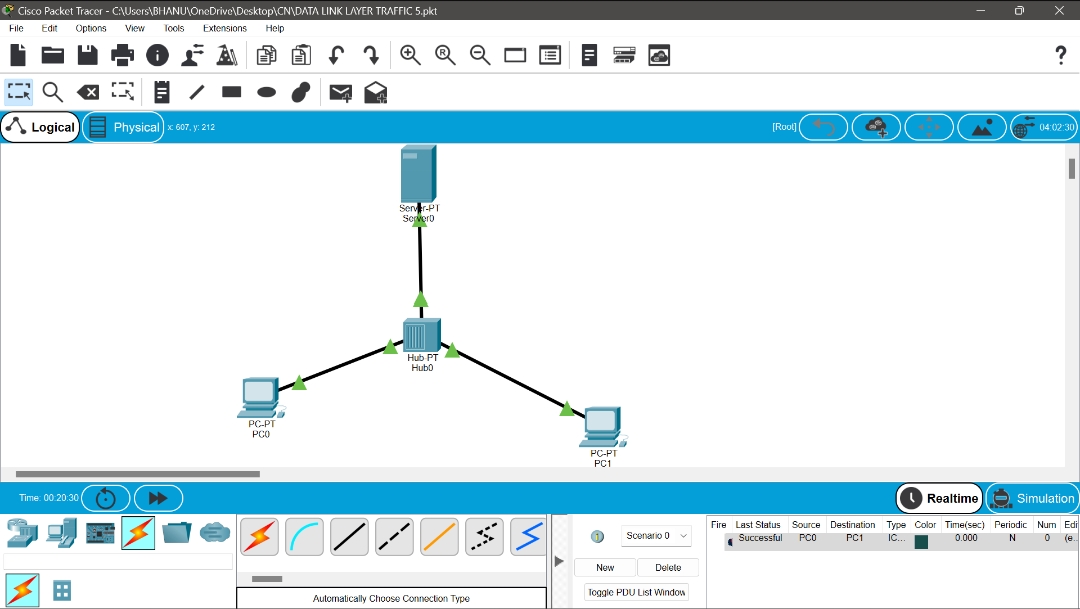 Cisco Packet Tracer - C:\Users\BHANU\OneDrive\Desktop\CN\DATA LINK LAYER TRAFFIC 5.pkt
File Edit Options View Tools Extensions Help
R
?
Logical Physical x: 607, y: 212 [Root] 04:02:30
Server-PT
Server0
Hub-PT
Hub0
PC-PT
PC0
PC-PT
PC1
Time: 00:20:30 Realtime Simulation
Scenario 0
New Delete
Toggle PDU List Window
Fire Last Status Source Destination Type Color Time(sec) Periodic Num Edi
Successful PC0 PC1 IC... 0.000 N 0 (e...
Automatically Choose Connection Type